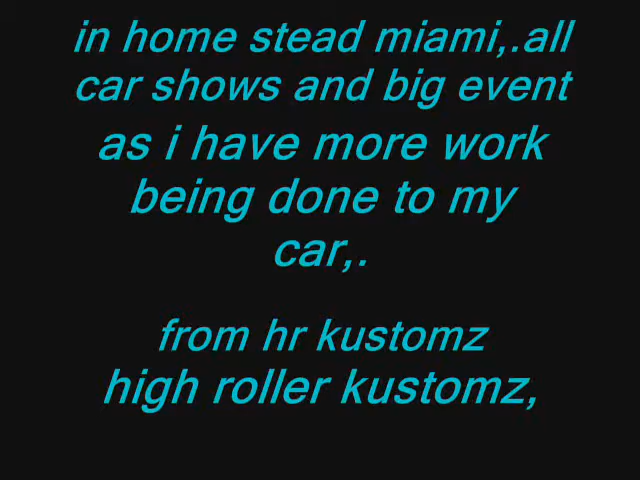 in home stead miami,.all
car shows and big event
as i have more work
being done to my
car,.
from hr kustomz
high roller kustomz,